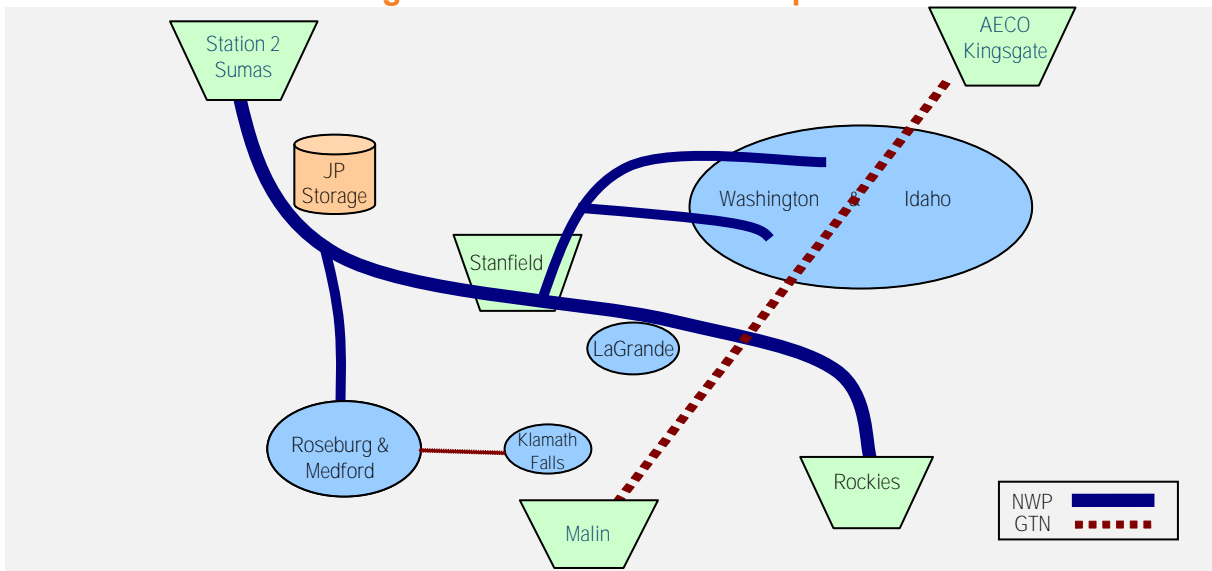 Station 2
Sumas
AECO
Kingsgate
JP
Storage
Washington & Idaho
Stanfield
LaGrande
Roseburg &
Medford
Klamath
Falls
Rockies
Malin
NWP
GTN